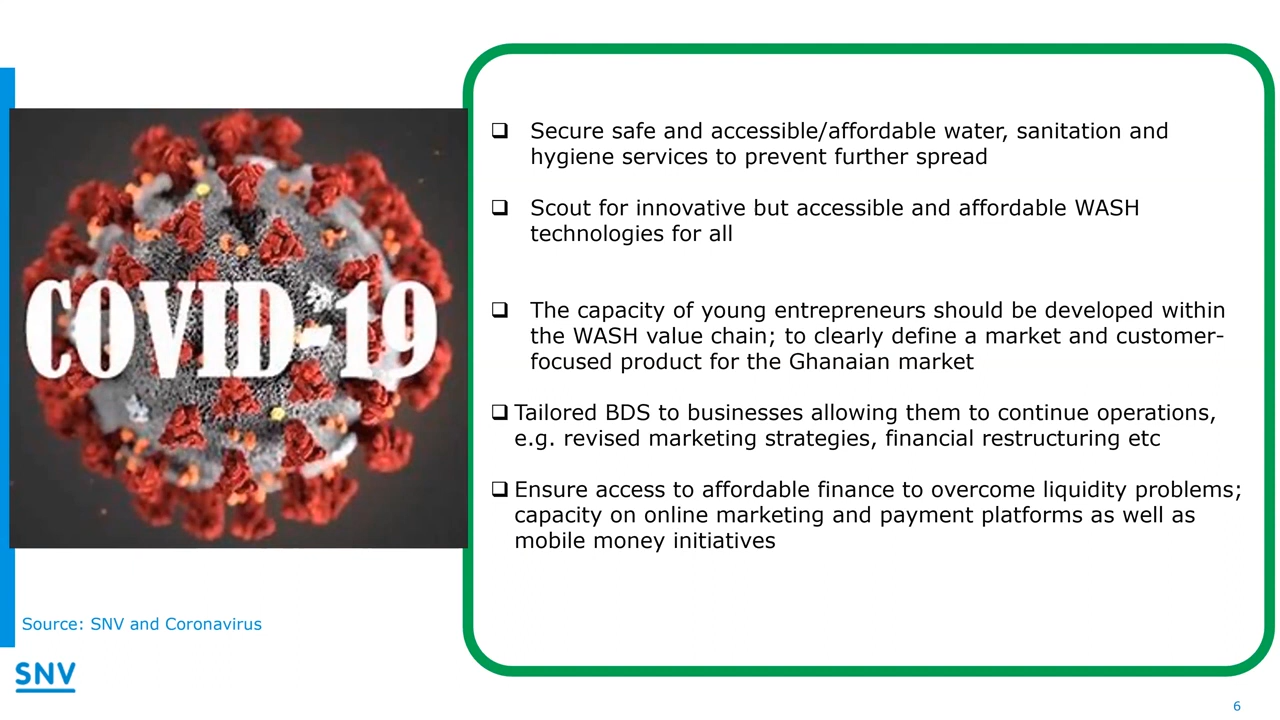 COVID-19
❑ Secure safe and accessible/affordable water, sanitation and
hygiene services to prevent further spread
❑ Scout for innovative but accessible and affordable WASH
technologies for all
❑ The capacity of young entrepreneurs should be developed within
the WASH value chain; to clearly define a market and customer-
focused product for the Ghanaian market
❑ Tailored BDS to businesses allowing them to continue operations,
e.g. revised marketing strategies, financial restructuring etc
❑ Ensure access to affordable finance to overcome liquidity problems;
capacity on online marketing and payment platforms as well as
mobile money initiatives
Source: SNV and Coronavirus
SNV
6